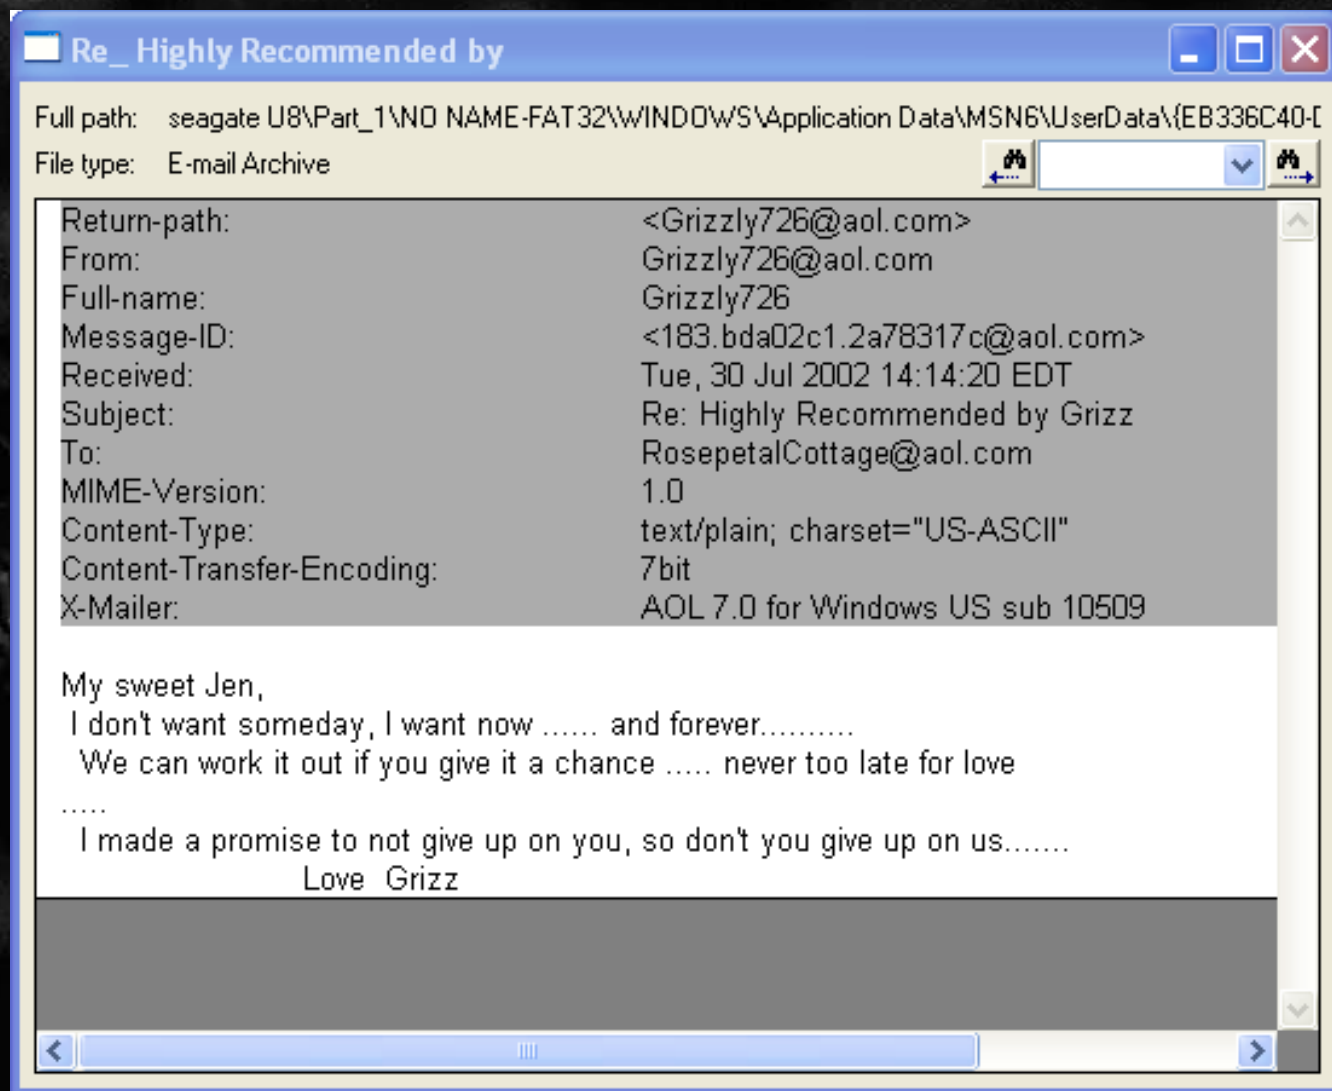 Re_ Highly Recommended by
Full path: seagate U8\Part_1\NO NAME-FAT32\WINDOWS\Application Data\MSN6\UserData\{EB336C40-
File type: E-mail Archive
Return-path: <Grizzly726@aol.com>
From: Grizzly726@aol.com
Full-name: Grizzly726
Message-ID: <183.bda02c1.2a78317c@aol.com>
Received: Tue, 30 Jul 2002 14:14:20 EDT
Subject: Re: Highly Recommended by Grizz
To: RosepetalCottage@aol.com
MIME-Version: 1.0
Content-Type: text/plain; charset="US-ASCII"
Content-Transfer-Encoding: 7bit
X-Mailer: AOL 7.0 for Windows US sub 10509
My sweet Jen,
I don't want someday, I want now ...... and forever..........
We can work it out if you give it a chance ..... never too late for love
.....
I made a promise to not give up on you, so don't you give up on us.......
Love Grizz